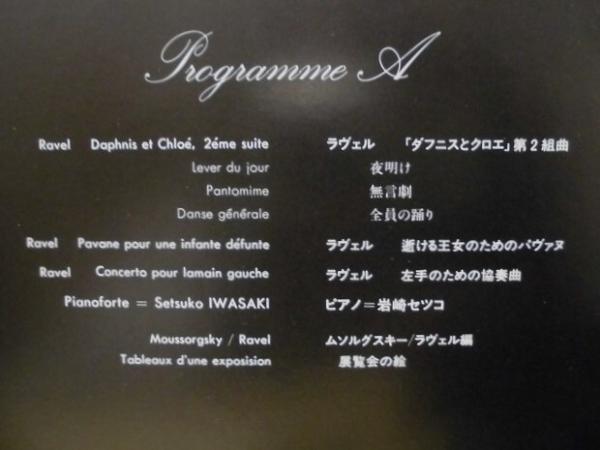 Programme A
Ravel Daphnis et Chloé, 2éme suite ラヴェル 「ダフニスとクロエ」第2組曲
Lever du jour 夜明け
Pantomime 無言劇
Danse générale 全員の踊り
Ravel Pavane pour une infante défunte ラヴェル 逝ける王女のためのパヴァヌ
Ravel Concerto pour lamain gauche ラヴェル 左手のための協奏曲
Pianoforte = Setsuko IWASAKI ピアノ=岩崎セツコ
Moussorgsky / Ravel ムソルグスキー/ラヴェル編
Tableaux d'une exposision 展覧会の絵